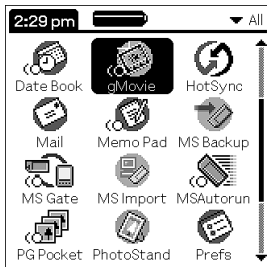 2:29 pm All
Date Book gMovie HotSync
Mail Memo Pad MS Backup
MS Gate MS Import MSAutorun
PG Pocket PhotoStand Prefs